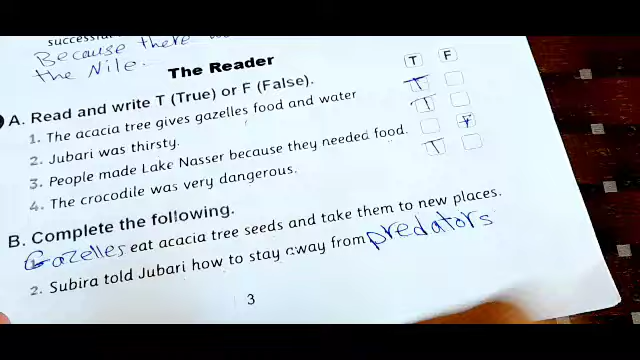 successful
Because there
the Nile.
The Reader
T F
A. Read and write T (True) or F (False).
1. The acacia tree gives gazelles food and water T
2. Jubari was thirsty. T
3. People made Lake Nasser because they needed food. F
4. The crocodile was very dangerous. T
B. Complete the following.
1. Gazelles eat acacia tree seeds and take them to new places.
2. Subira told Jubari how to stay away from predators
3